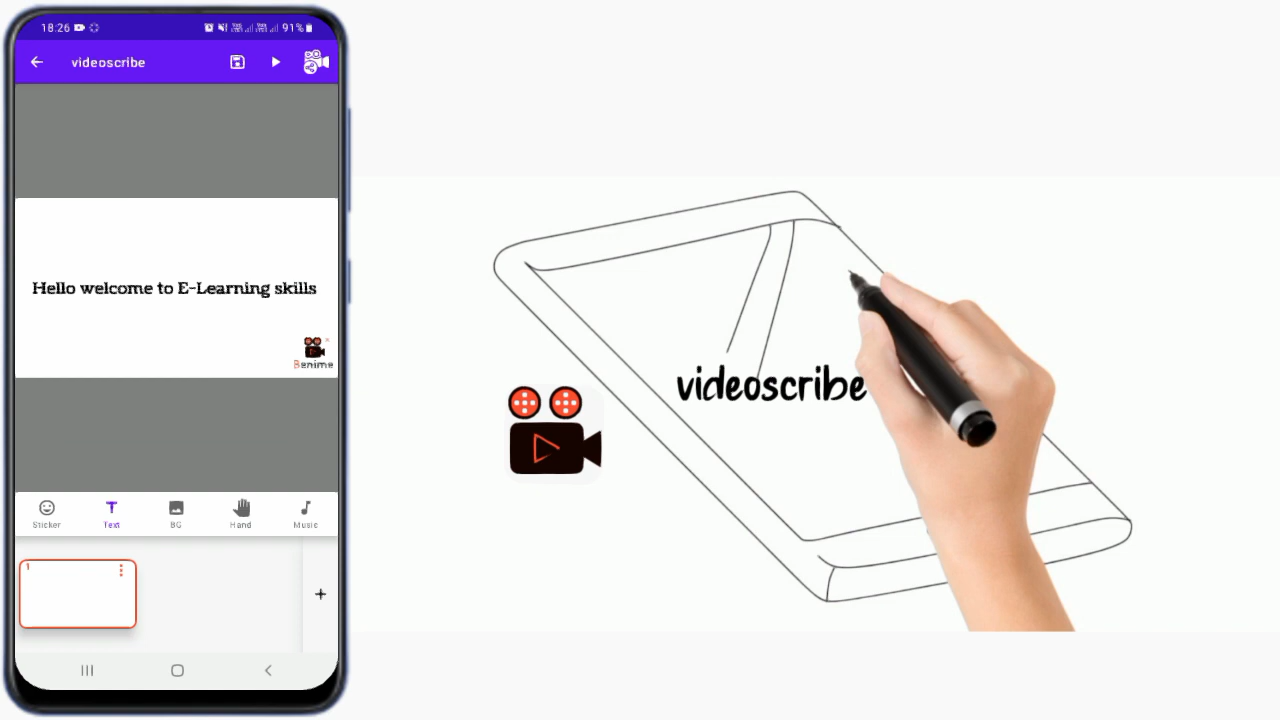 18:26 91%
videoscribe
Hello welcome to E-Learning skills
Benime
Sticker Text BG Hand Music
1
+
videoscribe